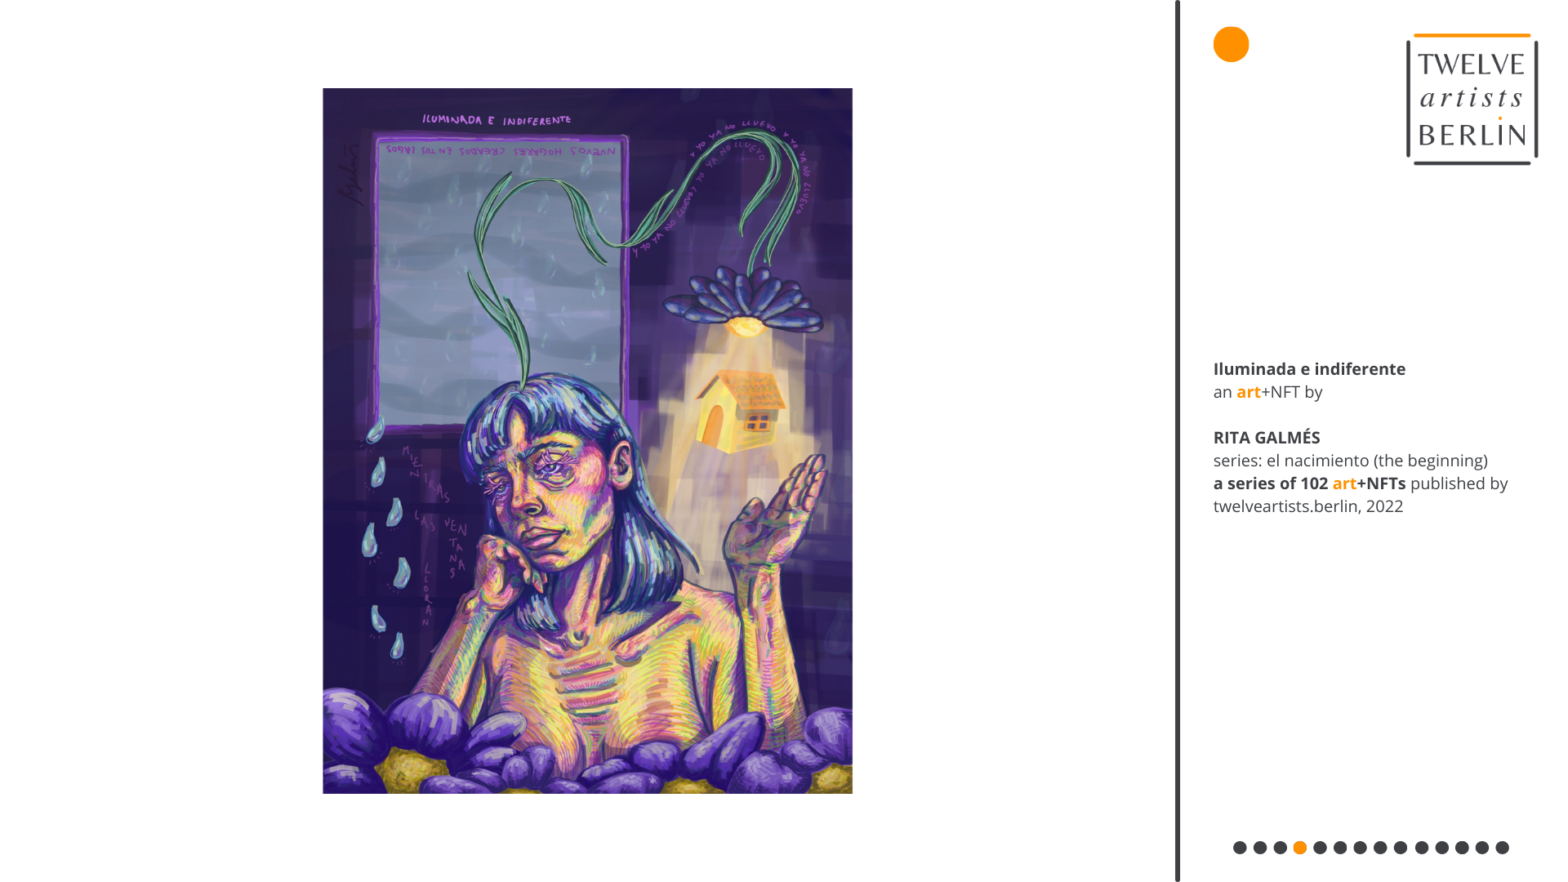 ILUMINADA E INDIFERENTE
NUEVOS HOGARES CREADOS EN TUS LAGOS
Y YO YA NO LLUEVO Y YO YA NO LLUEVO
Y YO YA NO LLUEVO YO YA NO LLUEVO
MIENTRAS
LAS VENTANAS
LLORAN
TWELVE
artists
BERLIN
Iluminada e indiferente
an art+NFT by
RITA GALMÉS
series: el nacimiento (the beginning)
a series of 102 art+NFTs published by
twelveartists.berlin, 2022